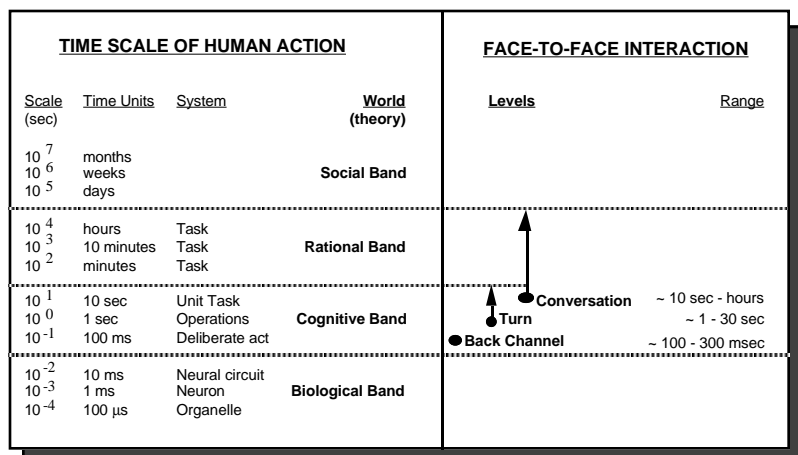 TIME SCALE OF HUMAN ACTION
Scale Time Units System World
(sec) (theory)
10 7 months
10 6 weeks Social Band
10 5 days
10 4 hours Task
10 3 10 minutes Task Rational Band
10 2 minutes Task
10 1 10 sec Unit Task
10 0 1 sec Operations Cognitive Band
10 -1 100 ms Deliberate act
10 -2 10 ms Neural circuit
10 -3 1 ms Neuron Biological Band
10 -4 100 µs Organelle
FACE-TO-FACE INTERACTION
Levels Range
Conversation ~ 10 sec - hours
Turn ~ 1 - 30 sec
Back Channel ~ 100 - 300 msec